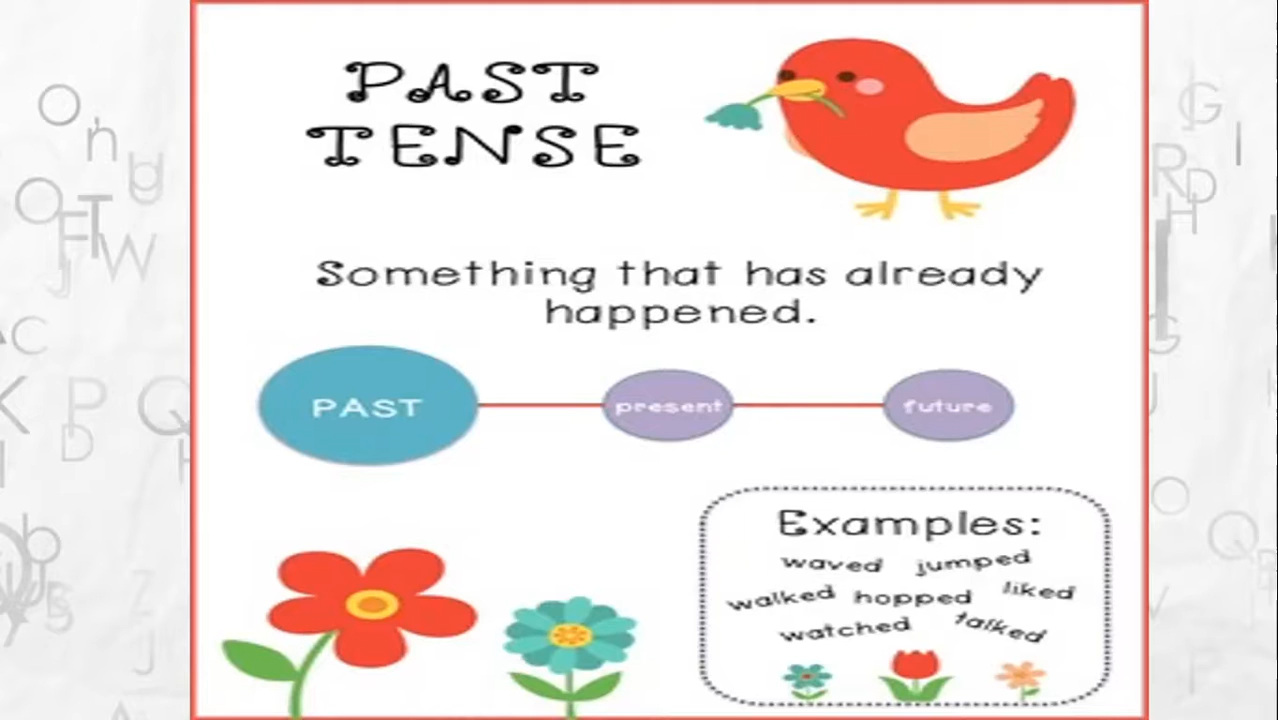 PAST
TENSE
Something that has already
happened.
PAST present future
Examples:
waved jumped
walked hopped liked
watched talked